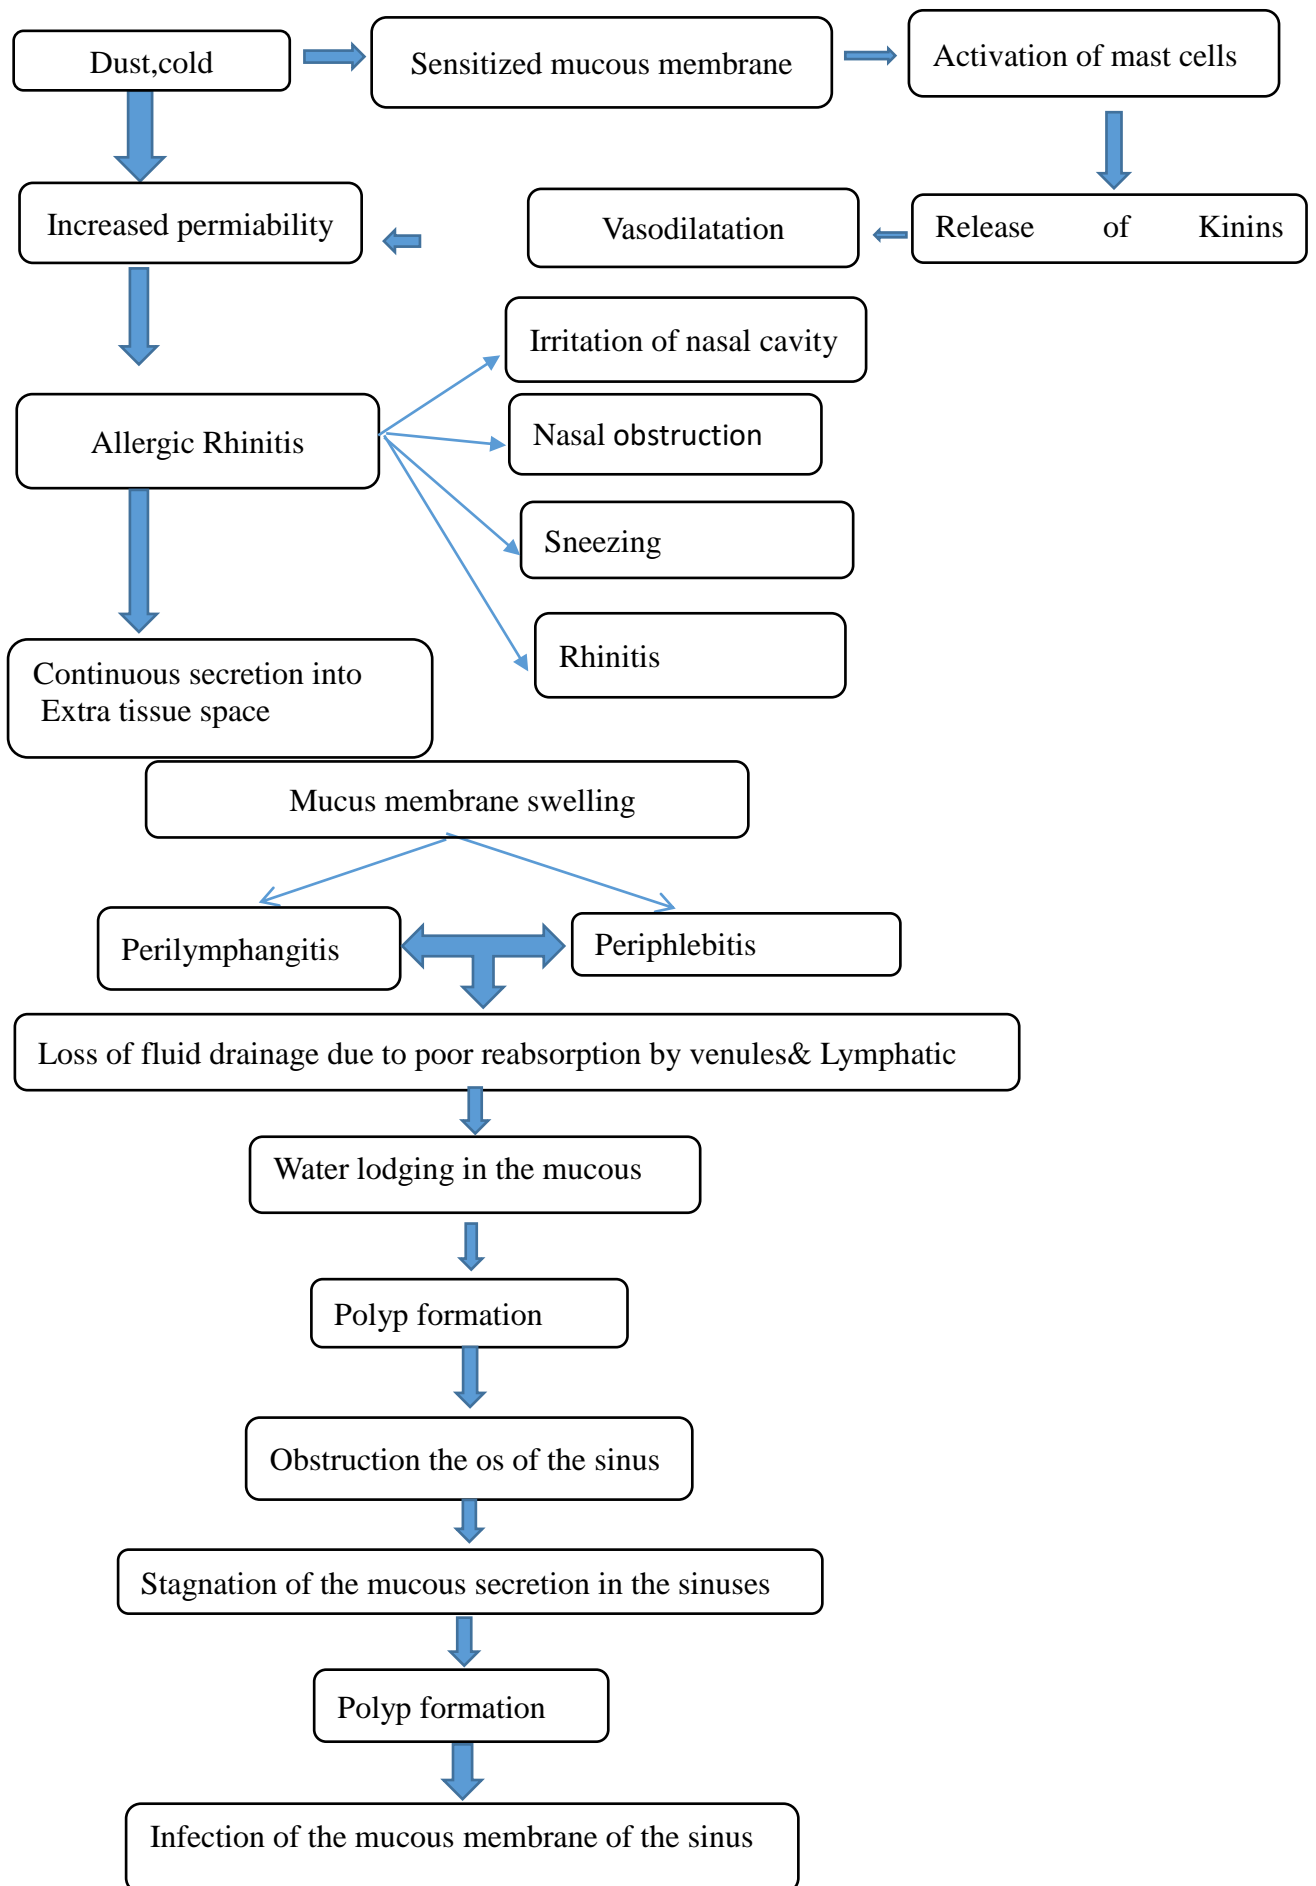 Dust,cold
Sensitized mucous membrane
Activation of mast cells
Increased permiability
Vasodilatation
Release of Kinins
Irritation of nasal cavity
Allergic Rhinitis
Nasal obstruction
Sneezing
Rhinitis
Continuous secretion into
Extra tissue space
Mucus membrane swelling
Perilymphangitis
Periphlebitis
Loss of fluid drainage due to poor reabsorption by venules& Lymphatic
Water lodging in the mucous
Polyp formation
Obstruction the os of the sinus
Stagnation of the mucous secretion in the sinuses
Polyp formation
Infection of the mucous membrane of the sinus